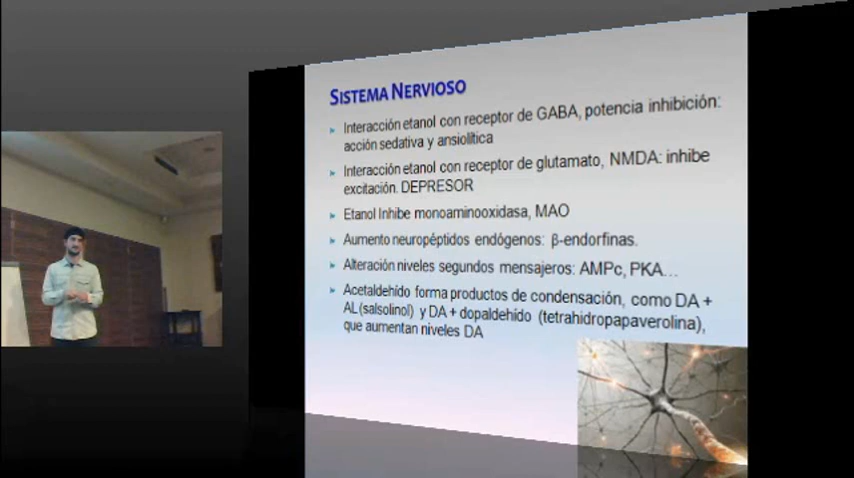 SISTEMA NERVIOSO
Interacción etanol con receptor de GABA, potencia inhibición:
acción sedativa y ansiolítica
Interacción etanol con receptor de glutamato, NMDA: inhibe
excitación. DEPRESOR
Etanol Inhibe monoaminooxidasa, MAO
Aumento neuropéptidos endógenos: β-endorfinas.
Alteración niveles segundos mensajeros: AMPc, PKA...
Acetaldehído forma productos de condensación, como DA +
AL(salsolinol) y DA + dopaldehído (tetrahidropapaverolina),
que aumentan niveles DA